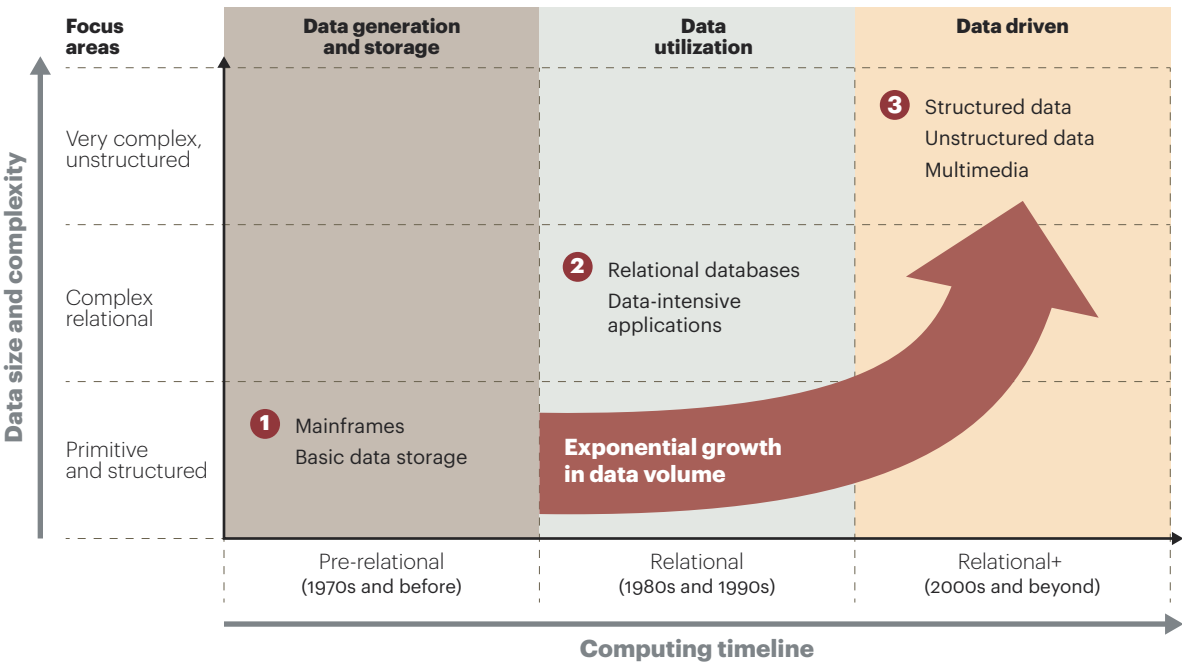 Focus
areas
Data generation
and storage
Data
utilization
Data driven
Data size and complexity
Very complex,
unstructured
3
Structured data
Unstructured data
Multimedia
Complex
relational
2
Relational databases
Data-intensive
applications
Primitive
and structured
1
Mainframes
Basic data storage
Exponential growth
in data volume
Pre-relational
(1970s and before)
Relational
(1980s and 1990s)
Relational+
(2000s and beyond)
Computing timeline